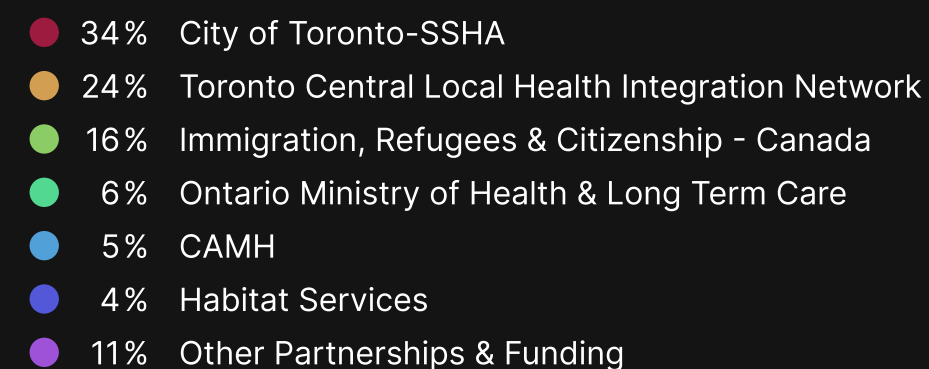 34% City of Toronto-SSHA
24% Toronto Central Local Health Integration Network
16% Immigration, Refugees & Citizenship - Canada
6% Ontario Ministry of Health & Long Term Care
5% CAMH
4% Habitat Services
11% Other Partnerships & Funding